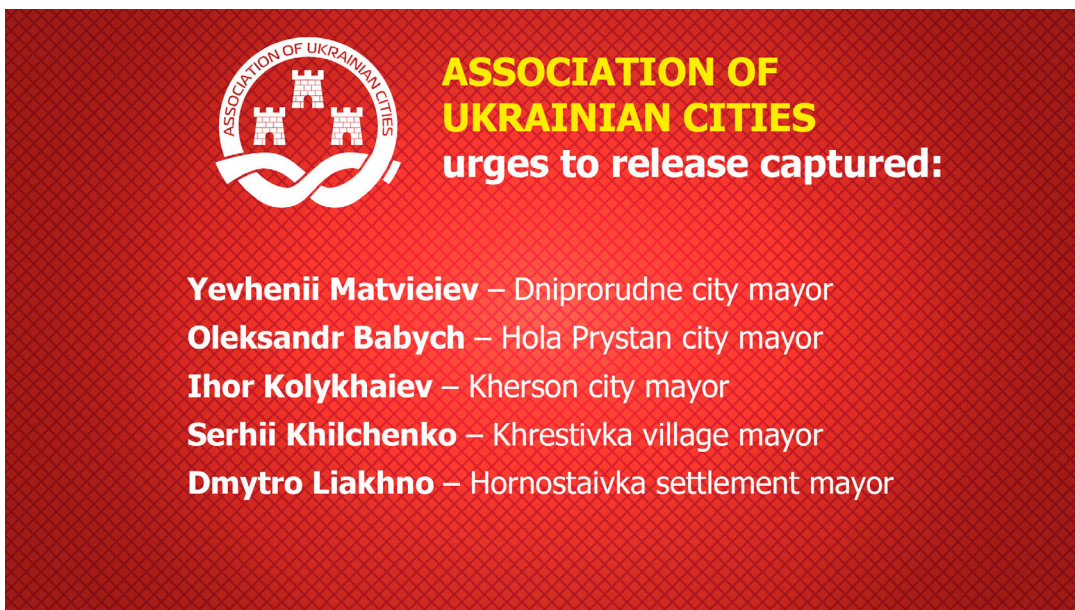 ASSOCIATION OF UKRAINIAN CITIES
ASSOCIATION OF
UKRAINIAN CITIES
urges to release captured:
Yevhenii Matvieiev – Dniprorudne city mayor
Oleksandr Babych – Hola Prystan city mayor
Ihor Kolykhaiev – Kherson city mayor
Serhii Khilchenko – Khrestivka village mayor
Dmytro Liakhno – Hornostaivka settlement mayor